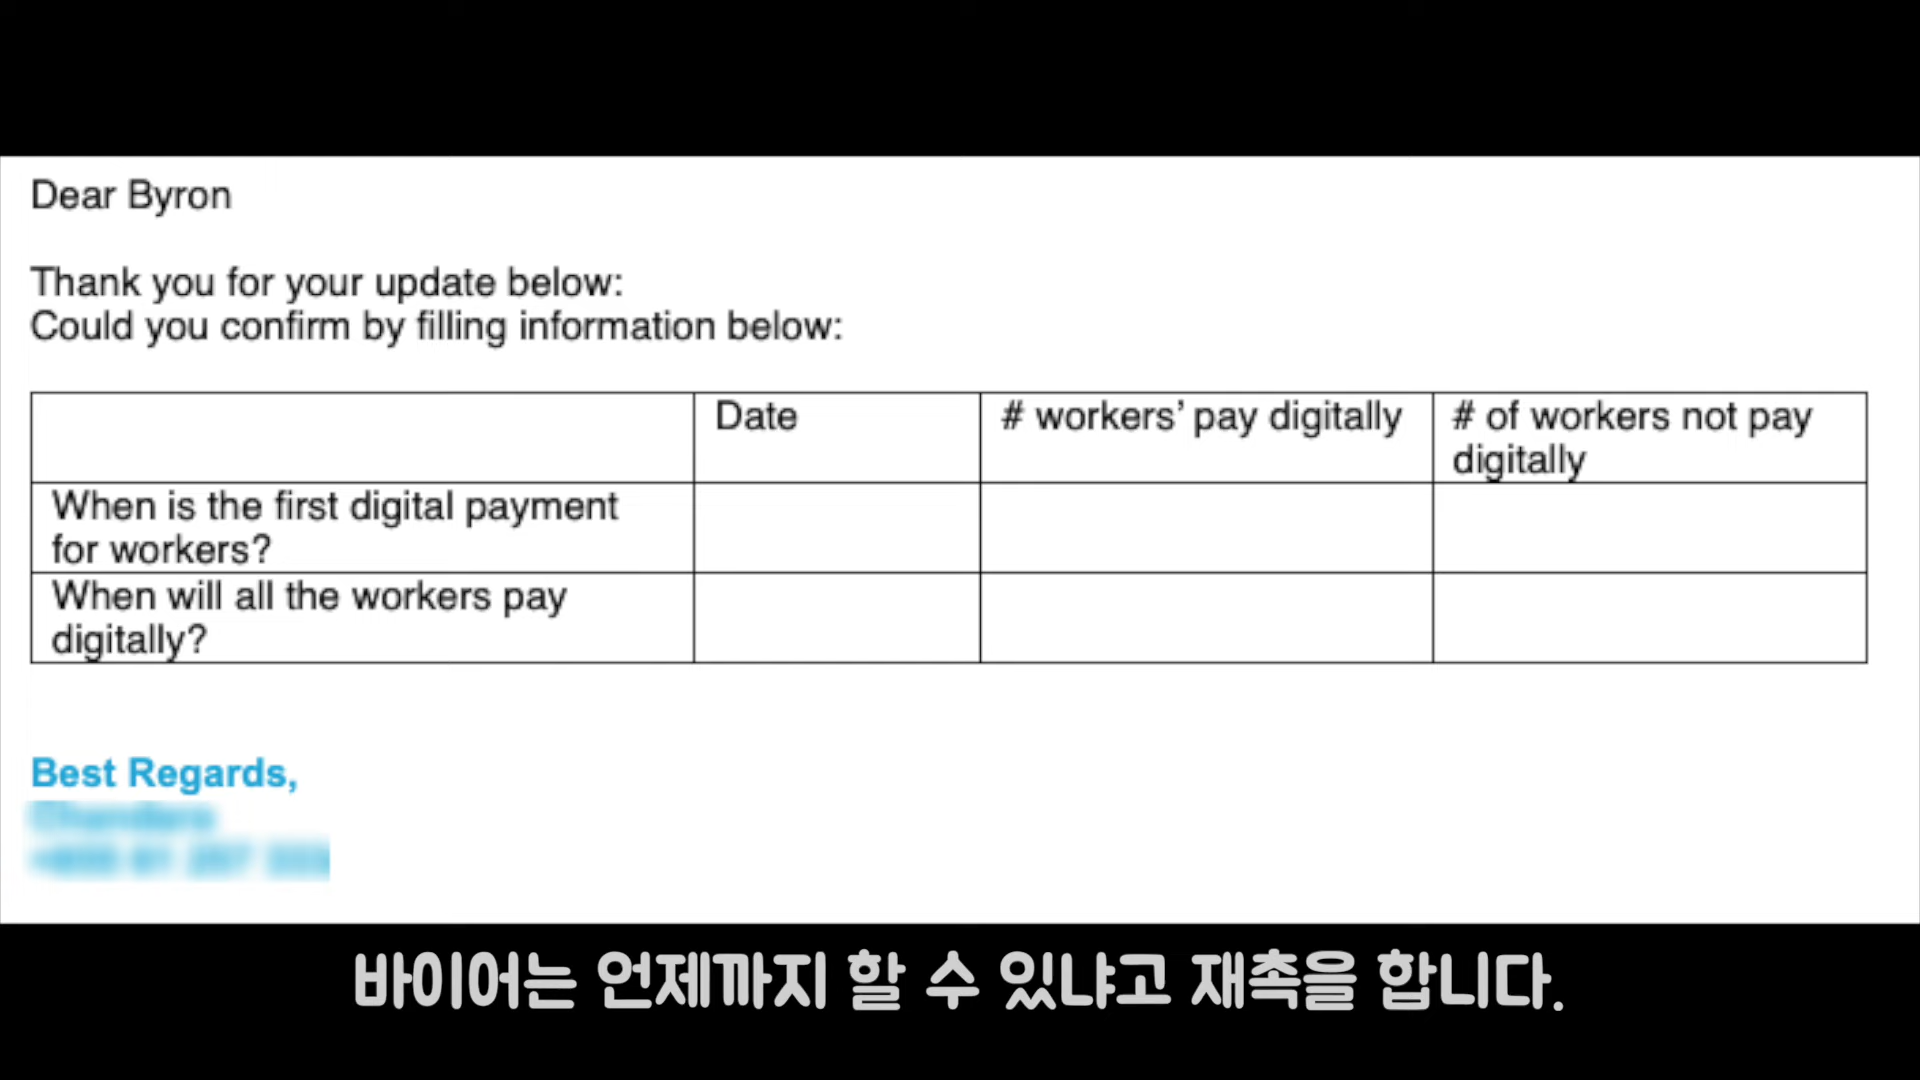 Dear Byron
Thank you for your update below:
Could you confirm by filling information below:
Date
# workers’ pay digitally
# of workers not pay
digitally
When is the first digital payment
for workers?
When will all the workers pay
digitally?
Best Regards,
바이어는 언제까지 할 수 있냐고 재촉을 합니다.